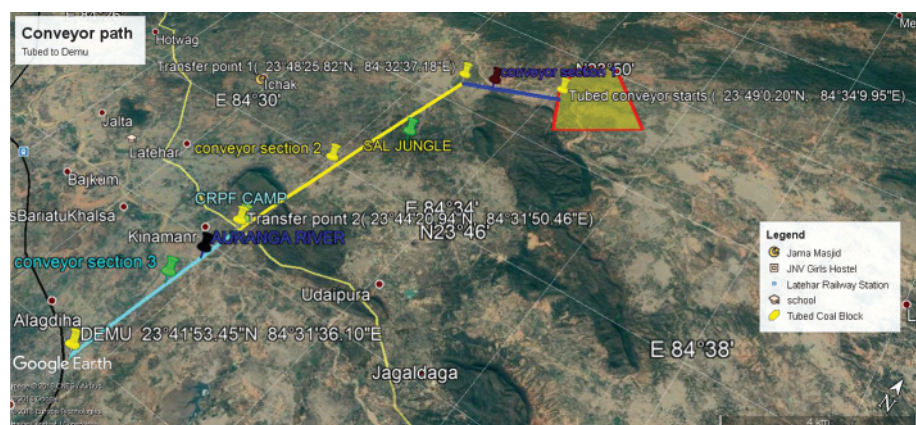 Conveyor path
Tubed to Demu
Hotwag
Transfer point 1( 23°48'25.82"N, 84°32'37.18"E)
conveyor section 1
N23°50'
Ichak
E 84°30'
Tubed conveyor starts ( 23°49'0.20"N, 84°34'9.95"E)
Jalta
Latehar
conveyor section 2
SAL JUNGLE
Bajkum
CRPF CAMP
E 84°34'
sBariatuKhalsa
Transfer point 2( 23°44'20.94"N, 84°31'50.46"E)
N23°46'
Kinamanr
AURANGA RIVER
conveyor section 3
Legend
Jama Masjid
JNV Girls Hostel
Latehar Railway Station
school
Tubed Coal Block
Udaipura
Alagdiha
DEMU 23°41'53.45"N 84°31'36.10"E
E 84°38'
Google Earth
Jagaldaga
N
4 km